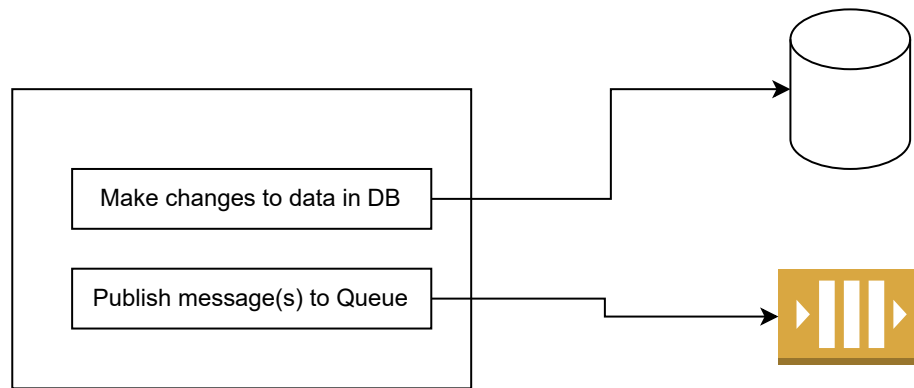 Make changes to data in DB
Publish message(s) to Queue